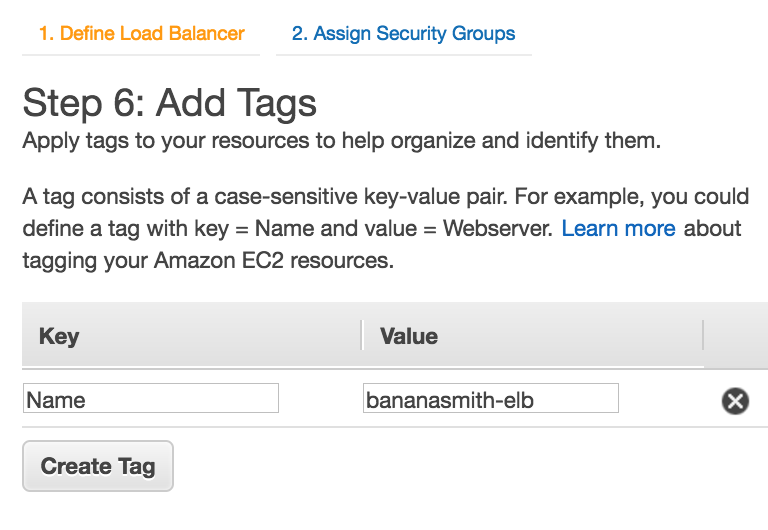 1. Define Load Balancer 2. Assign Security Groups
Step 6: Add Tags
Apply tags to your resources to help organize and identify them.
A tag consists of a case-sensitive key-value pair. For example, you could
define a tag with key = Name and value = Webserver. Learn more about
tagging your Amazon EC2 resources.
Key Value
Name bananasmith-elb
Create Tag